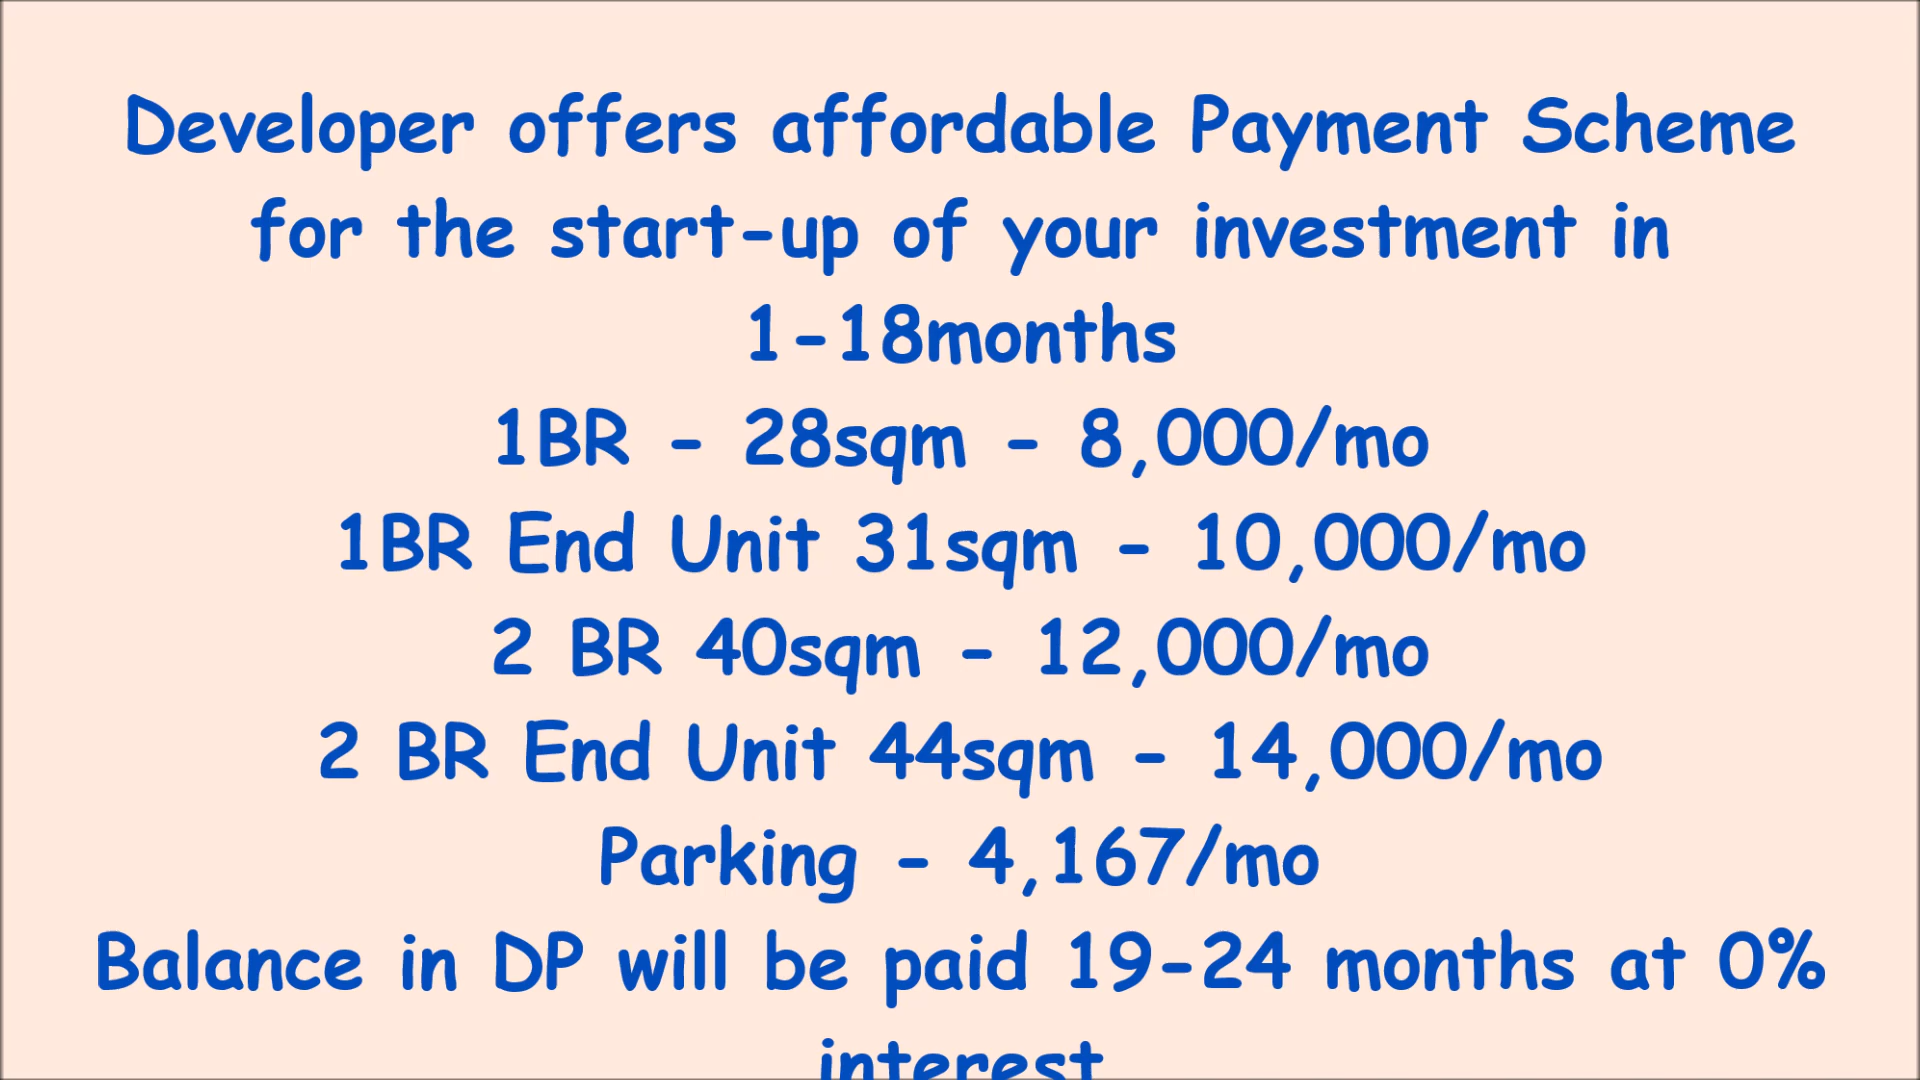 Developer offers affordable Payment Scheme
for the start-up of your investment in
1-18months
1BR - 28sqm - 8,000/mo
1BR End Unit 31sqm - 10,000/mo
2 BR 40sqm - 12,000/mo
2 BR End Unit 44sqm - 14,000/mo
Parking - 4,167/mo
Balance in DP will be paid 19-24 months at 0%
interest